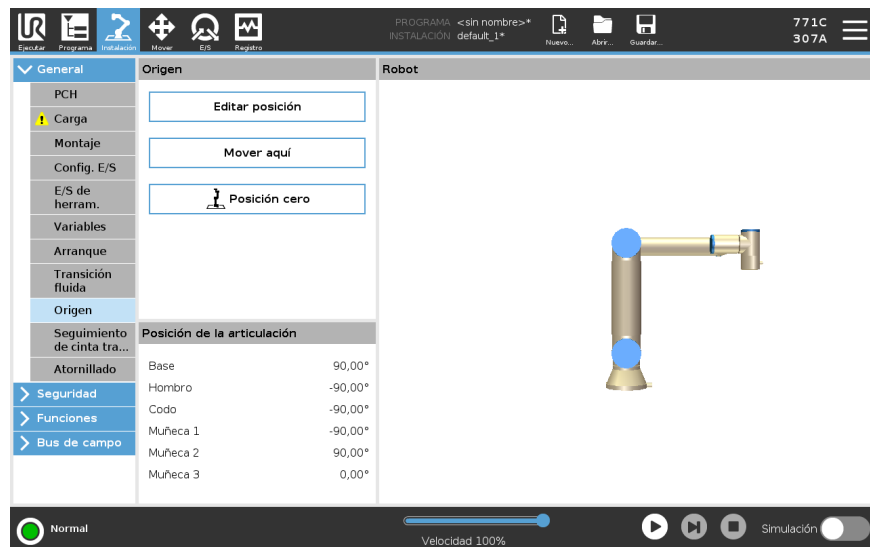 UR
Ejecutar
Programa
Instalación
Mover
E/S
Registro
PROGRAMA <sin nombre>*
INSTALACIÓN default_1*
Nuevo...
Abrir...
Guardar...
771C
307A
General
PCH
Carga
Montaje
Config. E/S
E/S de
herram.
Variables
Arranque
Transición
fluida
Origen
Seguimiento
de cinta tra...
Atornillado
Seguridad
Funciones
Bus de campo
Origen
Editar posición
Mover aquí
Posición cero
Posición de la articulación
Base 90,00°
Hombro -90,00°
Codo -90,00°
Muñeca 1 -90,00°
Muñeca 2 90,00°
Muñeca 3 0,00°
Robot
Normal
Velocidad 100%
Simulación